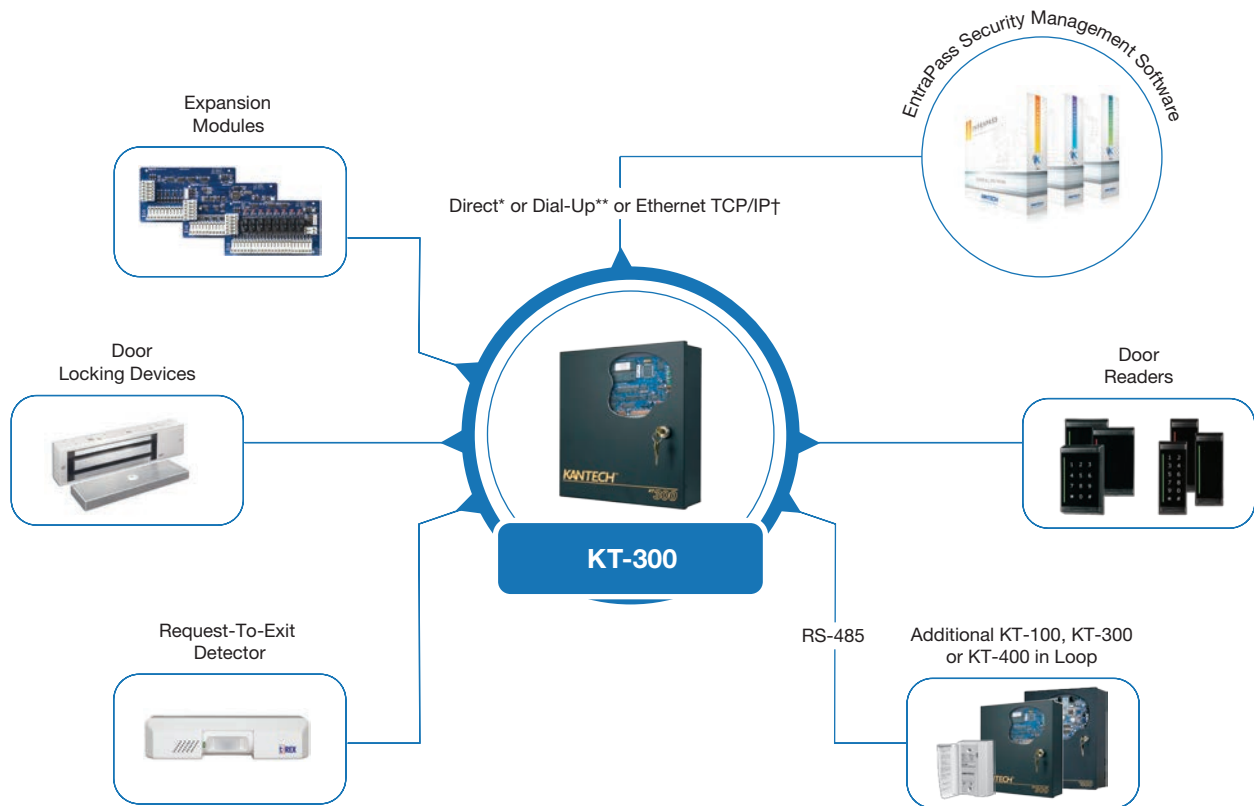 EntraPass Security Management Software
Expansion
Modules
Direct* or Dial-Up** or Ethernet TCP/IP†
Door
Locking Devices
Door
Readers
KANTECH
300
KT-300
Request-To-Exit
Detector
RS-485
Additional KT-100, KT-300
or KT-400 in Loop
T.REX
KANTECH